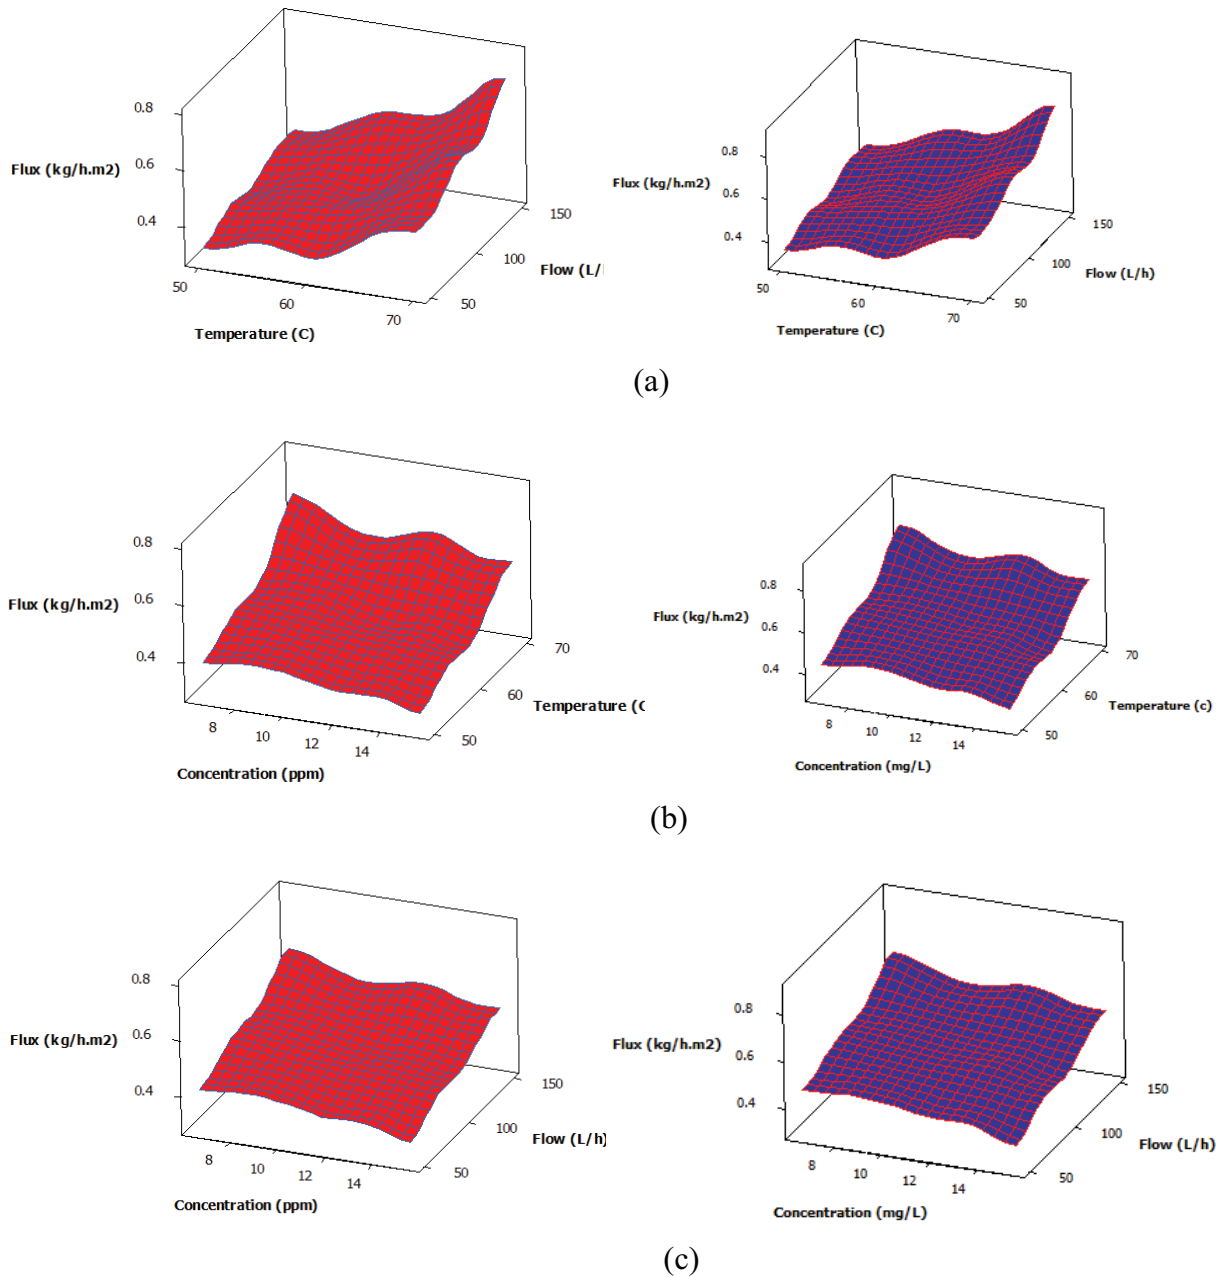 0.8
Flux (kg/h.m2)
0.6
0.4
50
60
70
Temperature (C)
50
100
150
Flow (L/
0.8
Flux (kg/h.m2)
0.6
0.4
50
60
70
Temperature (C)
50
100
150
Flow (L/h)
(a)
0.8
Flux (kg/h.m2)
0.6
0.4
8
10
12
14
Concentration (ppm)
50
60
70
Temperature (C
0.8
Flux (kg/h.m2)
0.6
0.4
8
10
12
14
Concentration (mg/L)
50
60
70
Temperature (c)
(b)
0.8
Flux (kg/h.m2)
0.6
0.4
8
10
12
14
Concentration (ppm)
50
100
150
Flow (L/h)
0.8
Flux (kg/h.m2)
0.6
0.4
8
10
12
14
Concentration (mg/L)
50
100
150
Flow (L/h)
(c)